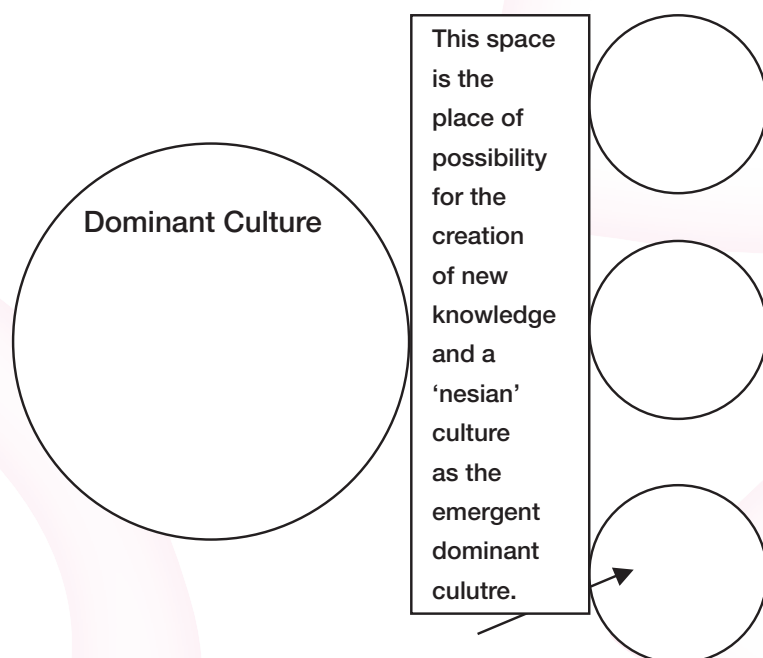 Dominant Culture
This space
is the
place of
possibility
for the
creation
of new
knowledge
and a
‘nesian’
culture
as the
emergent
dominant
culutre.